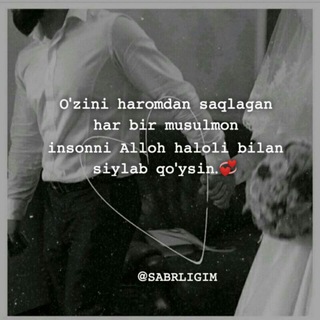 O'zini haromdan saqlagan
har bir musulmon
insonni Alloh haloli bilan
siylab qo'ysin.💞
@SABRLIGIM